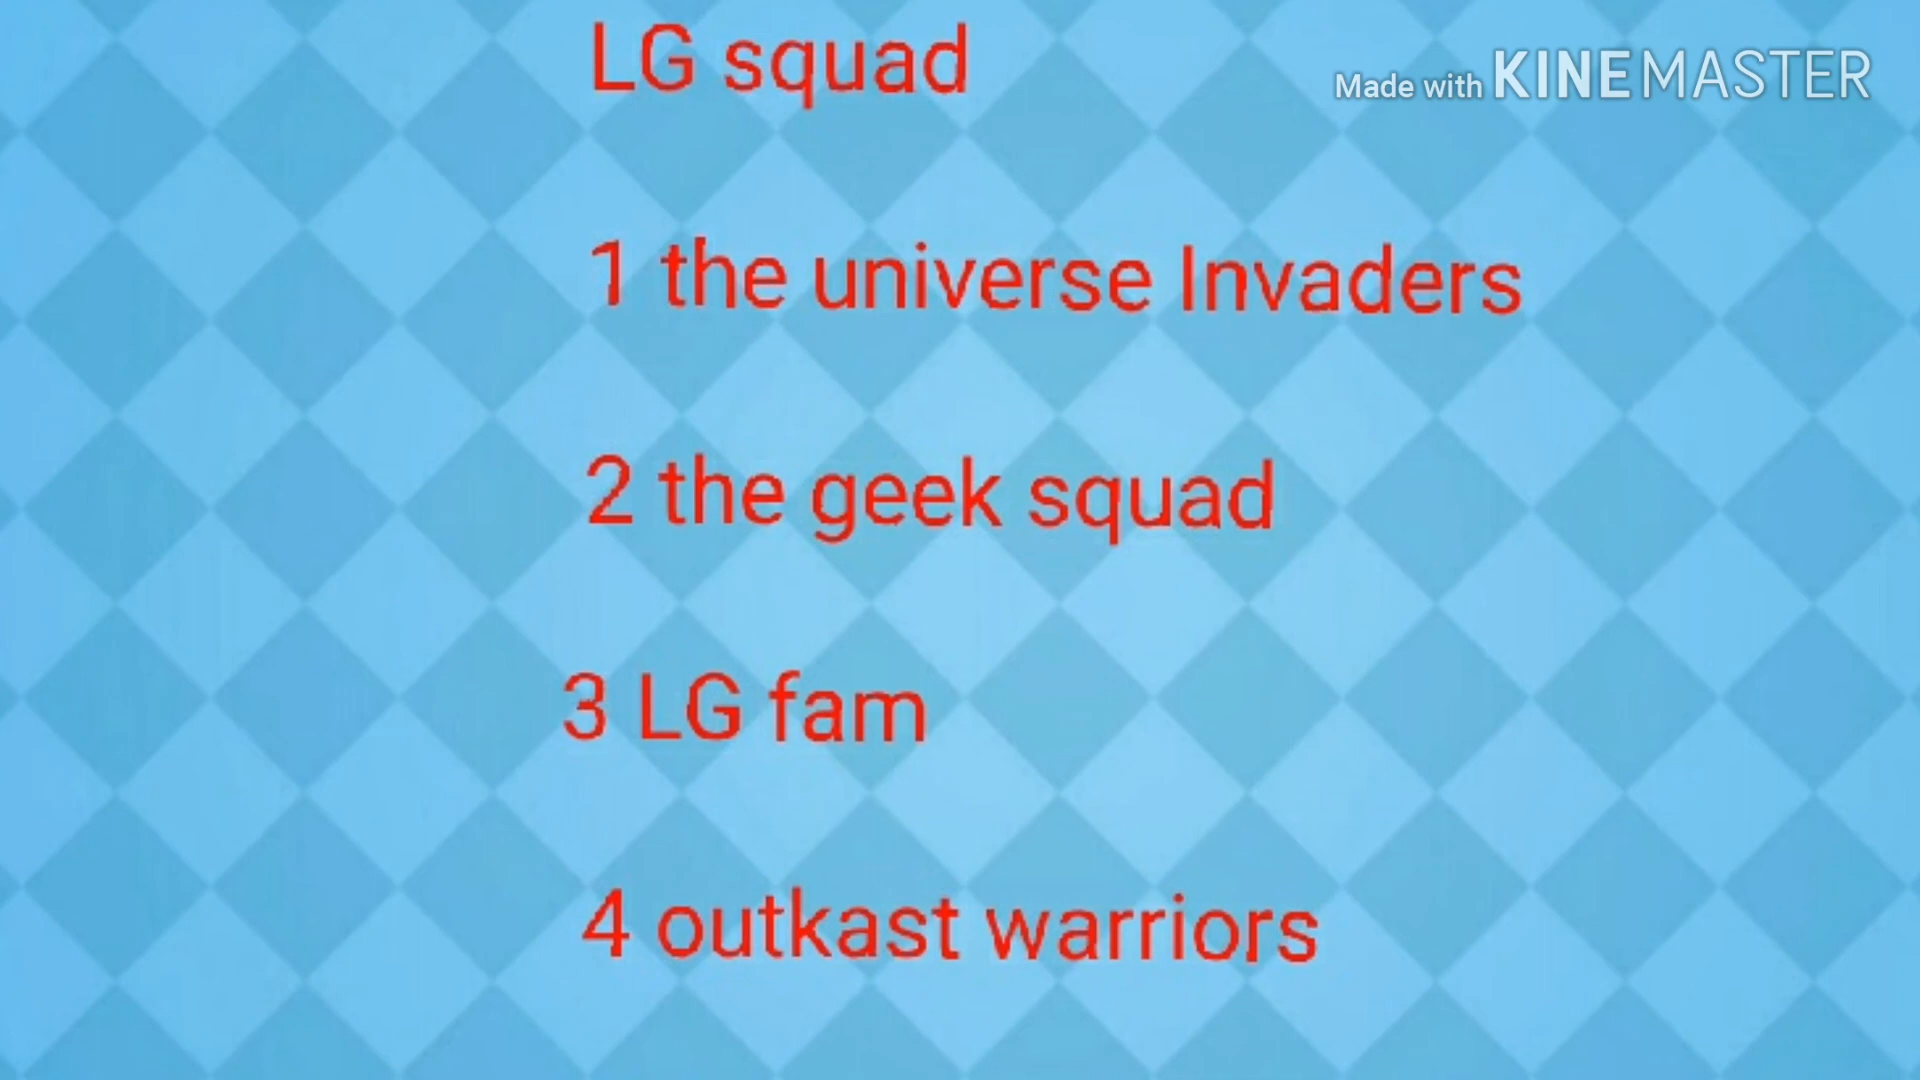 LG squad
Made with KINEMASTER
1 the universe Invaders
2 the geek squad
3 LG fam
4 outkast warriors